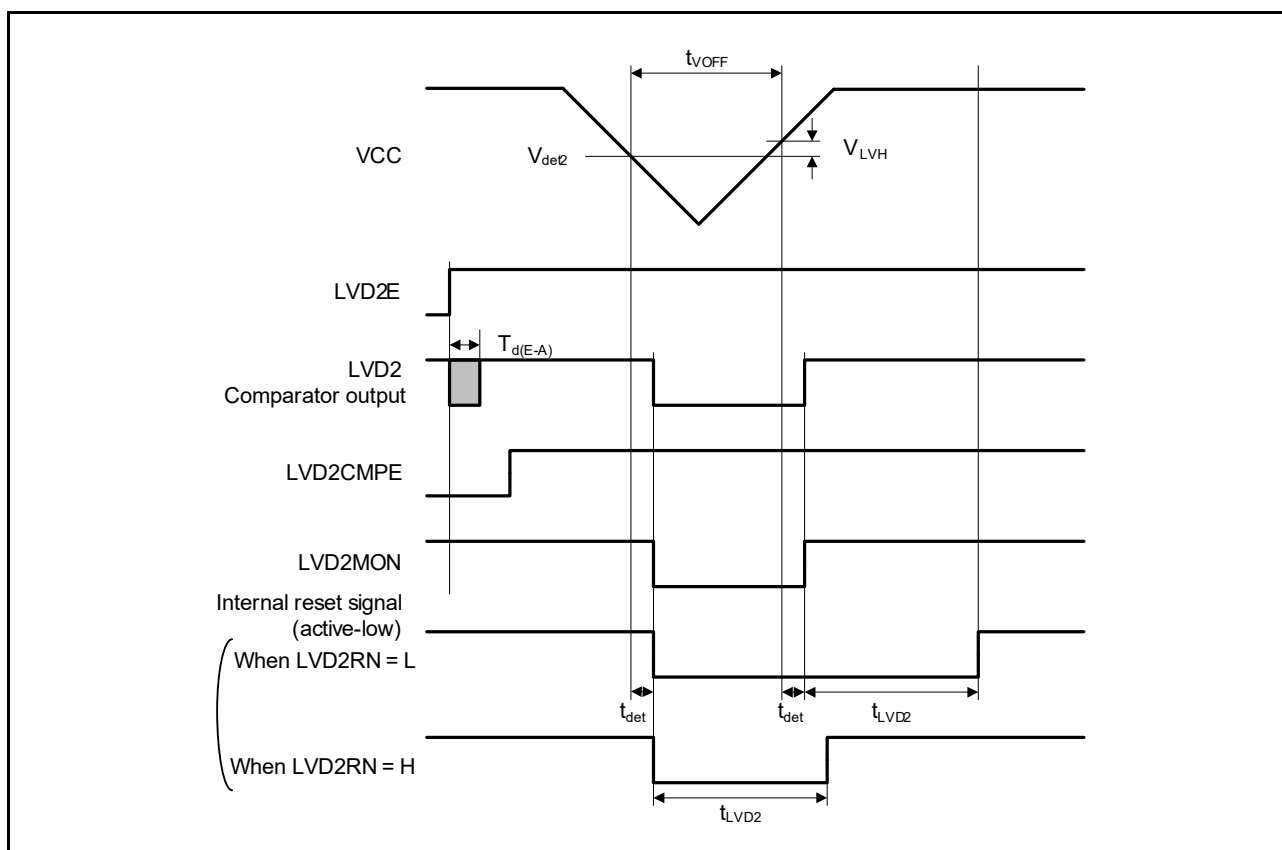 tVOFF
VCC
Vdet2
VLVH
LVD2E
Td(E-A)
LVD2
Comparator output
LVD2CMPE
LVD2MON
Internal reset signal
(active-low)
When LVD2RN = L
tdet
tdet
tLVD2
When LVD2RN = H
tLVD2